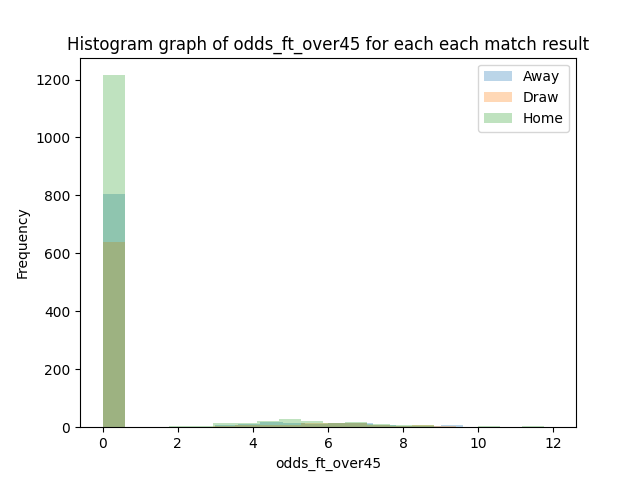 Histogram graph of odds_ft_over45 for each each match result
Away
Draw
Home
1200
1000
800
600
400
200
0
Frequency
0 2 4 6 8 10 12
odds_ft_over45